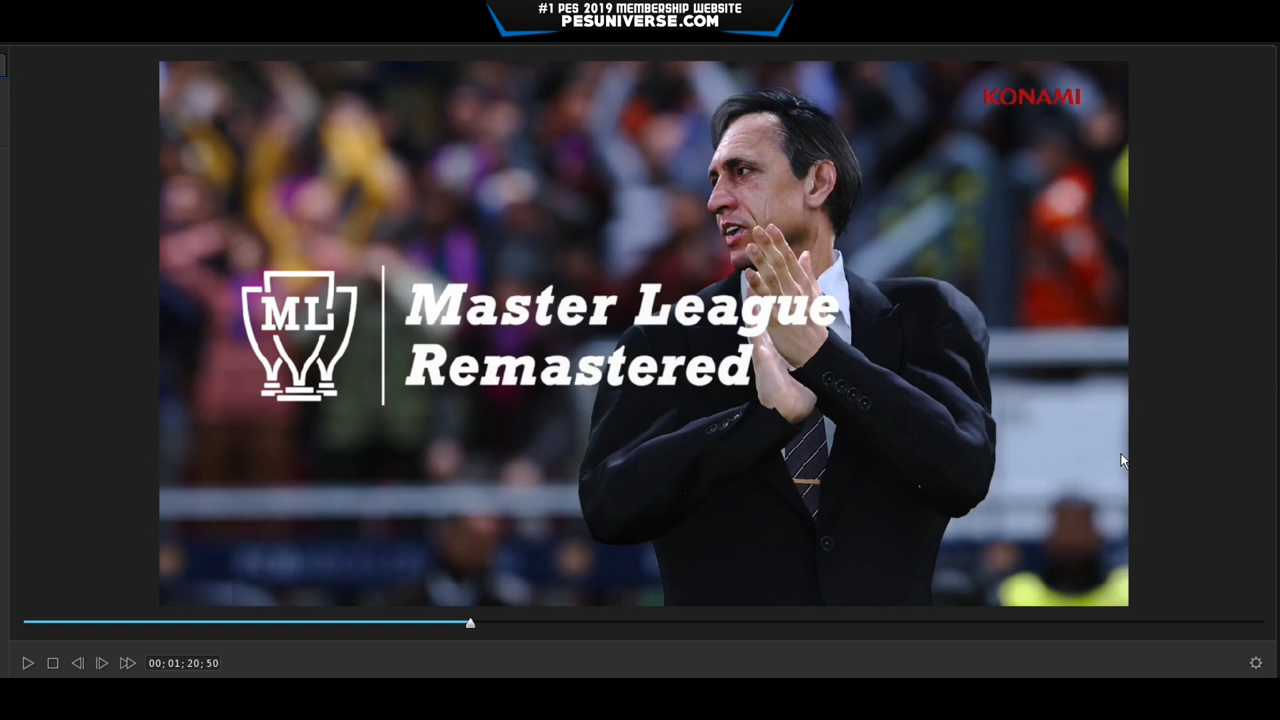 #1 PES 2019 MEMBERSHIP WEBSITE
PESUNIVERSE.COM
KONAMI
ML
Master League
Remastered
00;01;20;50